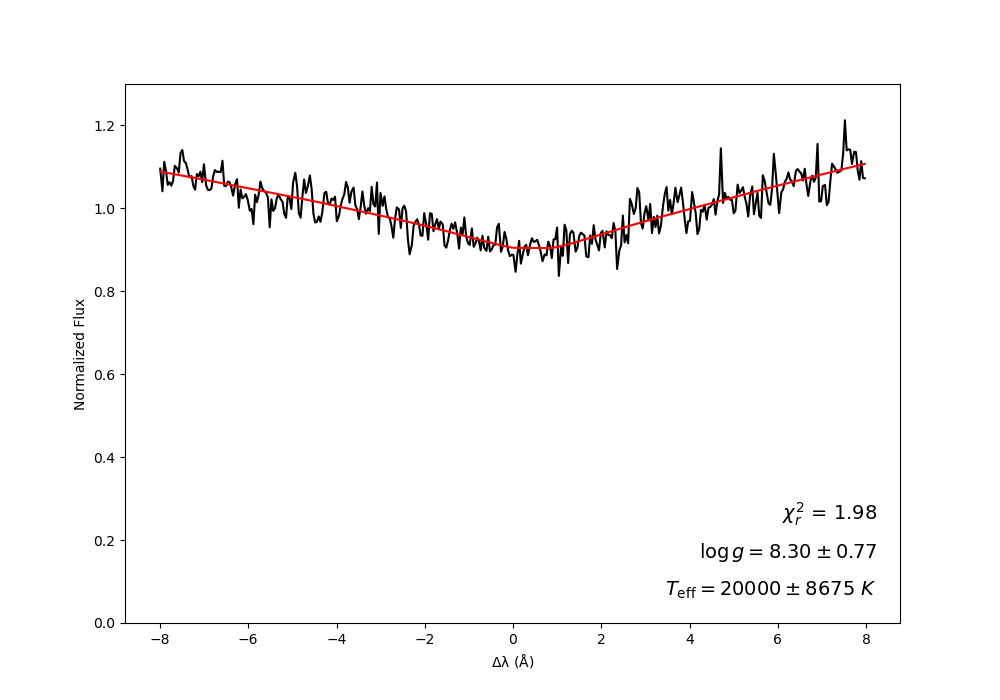 1.2
1.0
0.8
0.6
0.4
0.2
0.0
Normalized Flux
χ²ᵣ = 1.98
log g = 8.30 ± 0.77
T_eff = 20000 ± 8675 K
−8 −6 −4 −2 0 2 4 6 8
Δλ (Å)